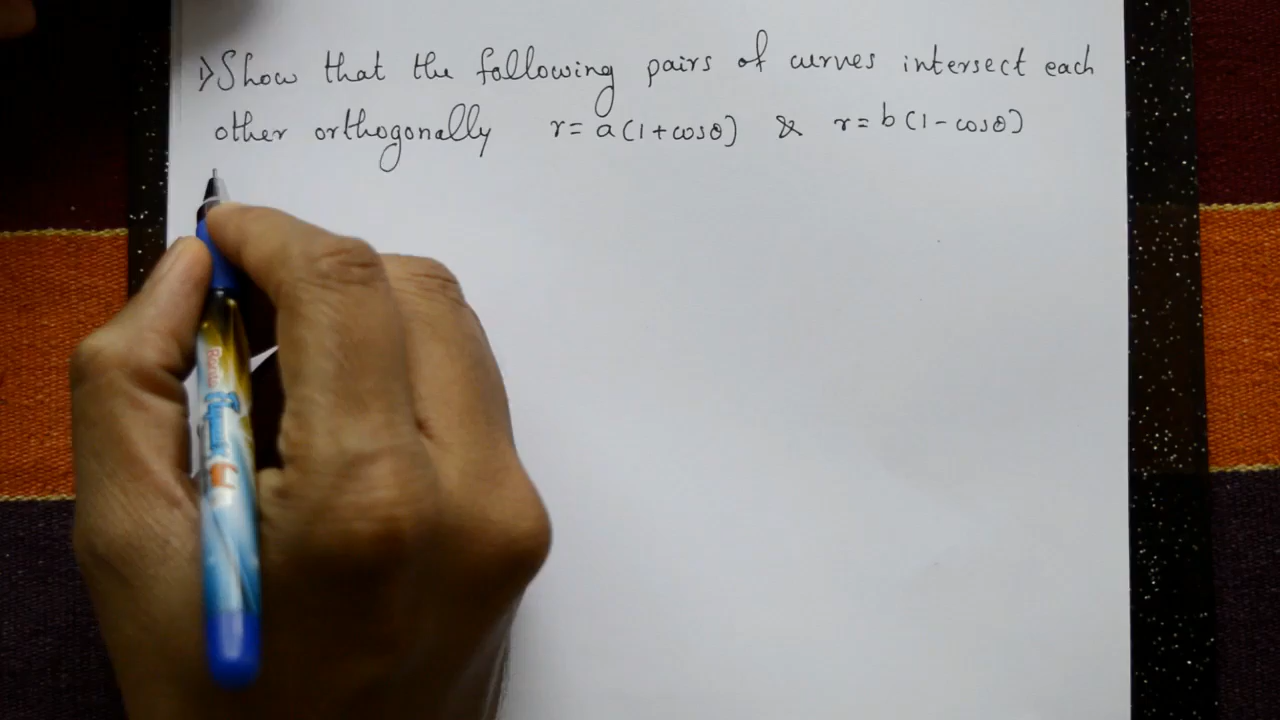 1) Show that the following pairs of curves intersect each
other orthogonally r = a(1+cosθ) & r = b(1-cosθ)